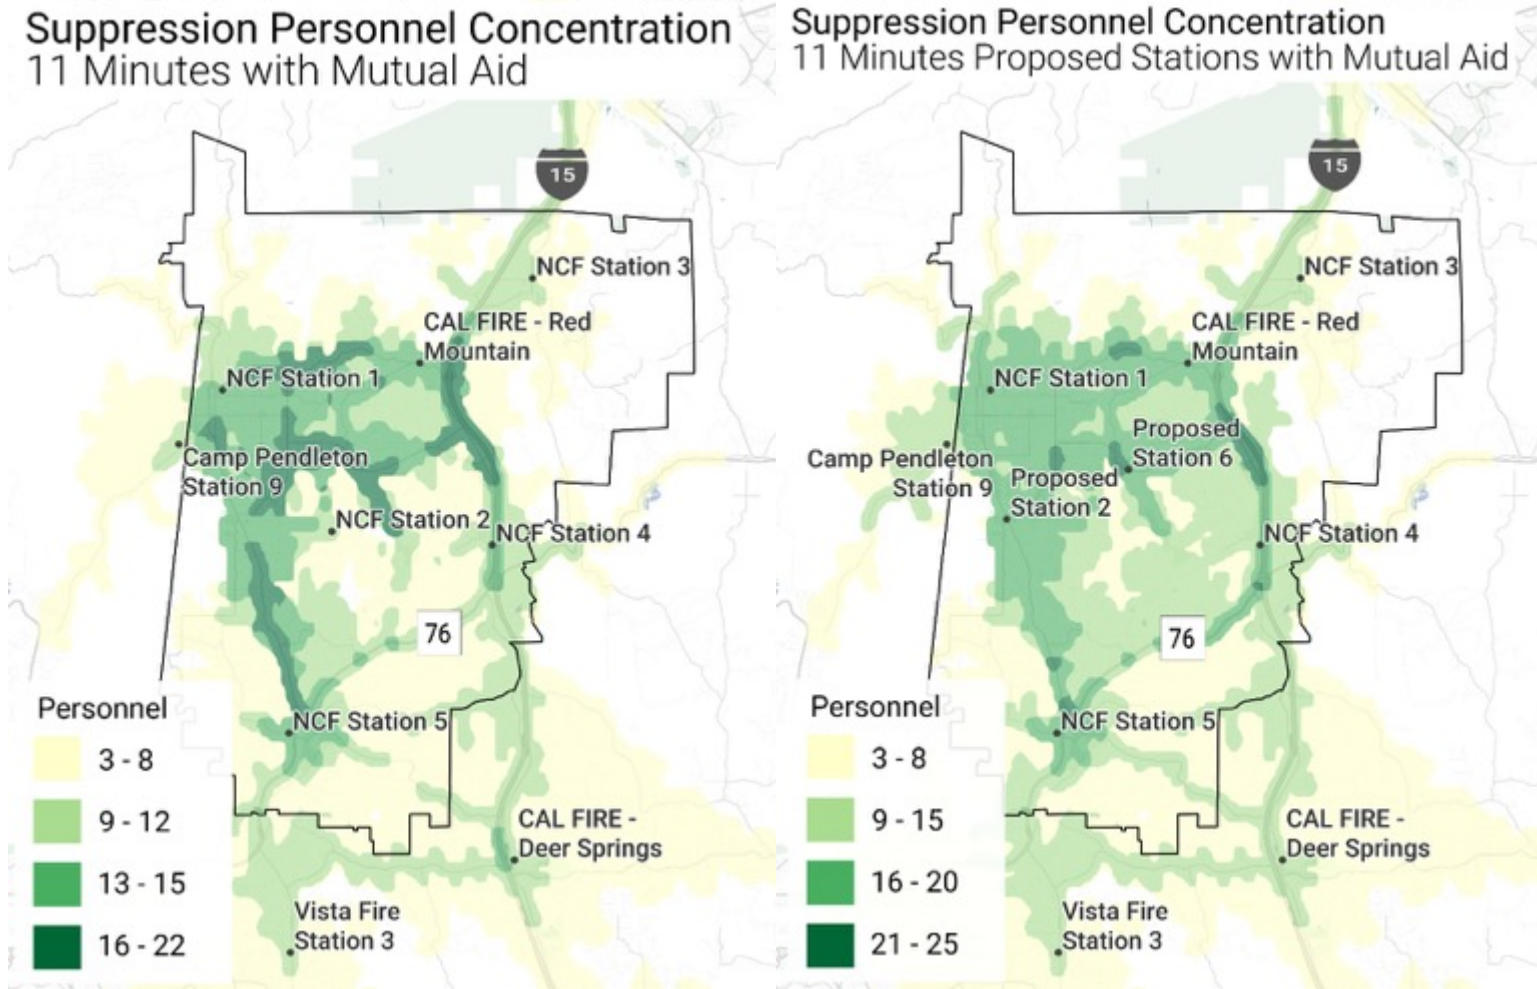 Suppression Personnel Concentration
11 Minutes with Mutual Aid
15
NCF Station 3
CAL FIRE - Red
Mountain
NCF Station 1
Camp Pendleton
Station 9
NCF Station 2
NCF Station 4
76
Personnel
NCF Station 5
3 - 8
9 - 12
CAL FIRE -
Deer Springs
13 - 15
Vista Fire
Station 3
16 - 22
Suppression Personnel Concentration
11 Minutes Proposed Stations with Mutual Aid
15
NCF Station 3
CAL FIRE - Red
Mountain
NCF Station 1
Proposed
Station 6
Camp Pendleton
Station 9
Proposed
Station 2
NCF Station 4
76
Personnel
NCF Station 5
3 - 8
9 - 15
CAL FIRE -
Deer Springs
16 - 20
Vista Fire
Station 3
21 - 25